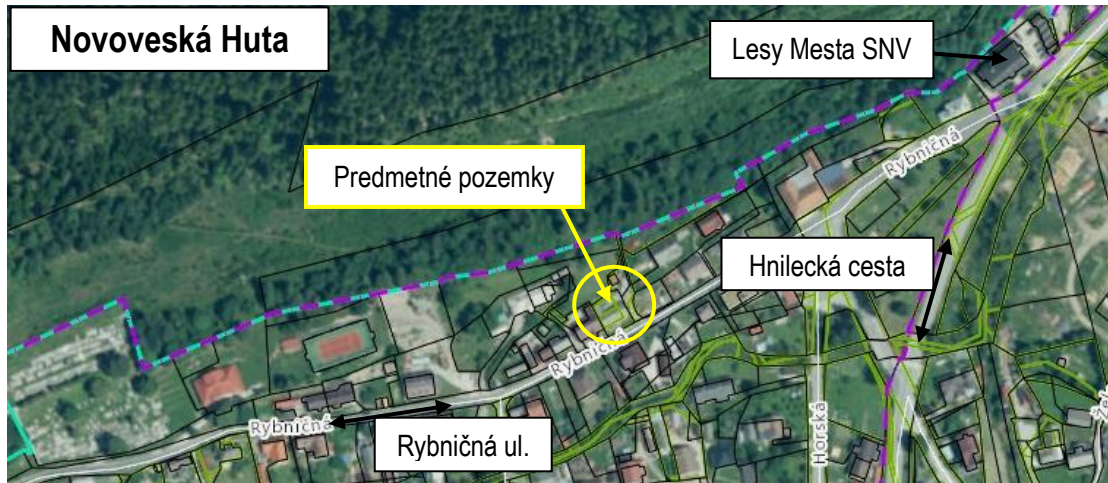 Novoveská Huta
Lesy Mesta SNV
Rybničná
Predmetné pozemky
Hnilecká cesta
Rybničná
Rybničná
Rybničná ul.
Horská